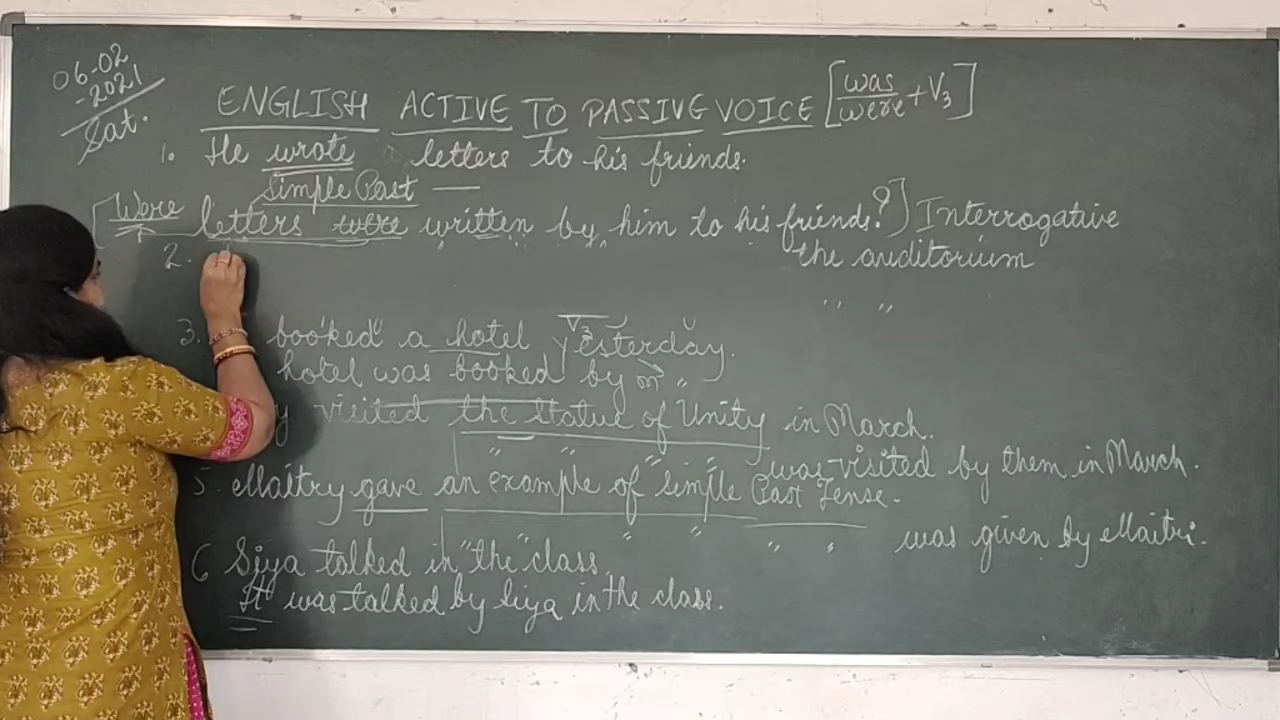 06-02
-2021
Sat.
ENGLISH ACTIVE TO PASSIVE VOICE [was/were + V3]
1. He wrote letters to his friends.
Simple Past
[Were letters were written by him to his friends?] Interrogative
2. the auditorium
" "
3. booked a hotel yesterday.
V3
hotel was booked by "
visited the Statue of Unity in March.
" " " " was visited by them in March.
5. Maitry gave an example of Simple Past Tense.
" " " " was given by Maitri.
6 Siya talked in the class.
It was talked by Siya in the class.